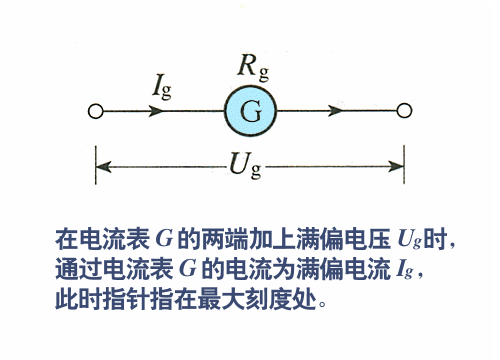 Rg
Ig
G
Ug
在电流表 G 的两端加上满偏电压 Ug时，
通过电流表 G 的电流为满偏电流 Ig，
此时指针指在最大刻度处。